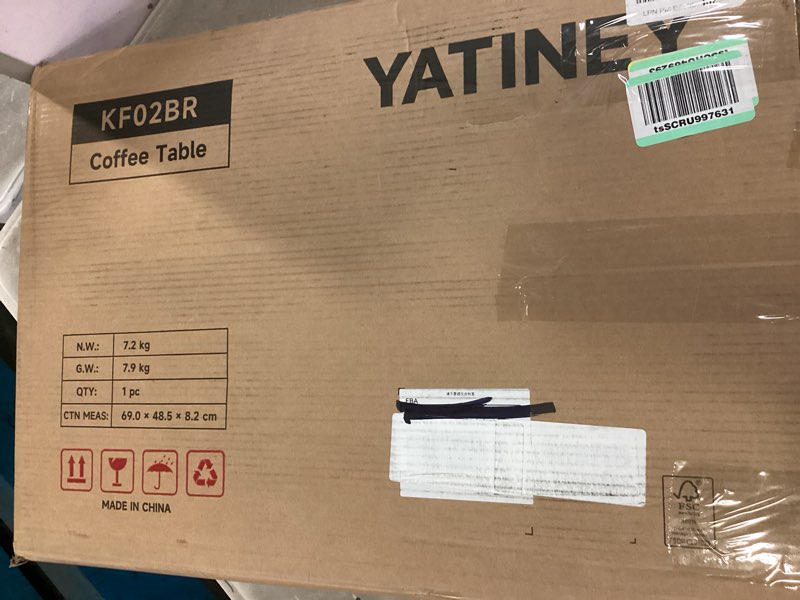 YATINEY
KF02BR
Coffee Table
tsSCRU997631
N.W.: 7.2 kg
G.W.: 7.9 kg
QTY: 1 pc
CTN MEAS: 69.0 × 48.5 × 8.2 cm
FBA
MADE IN CHINA
FSC